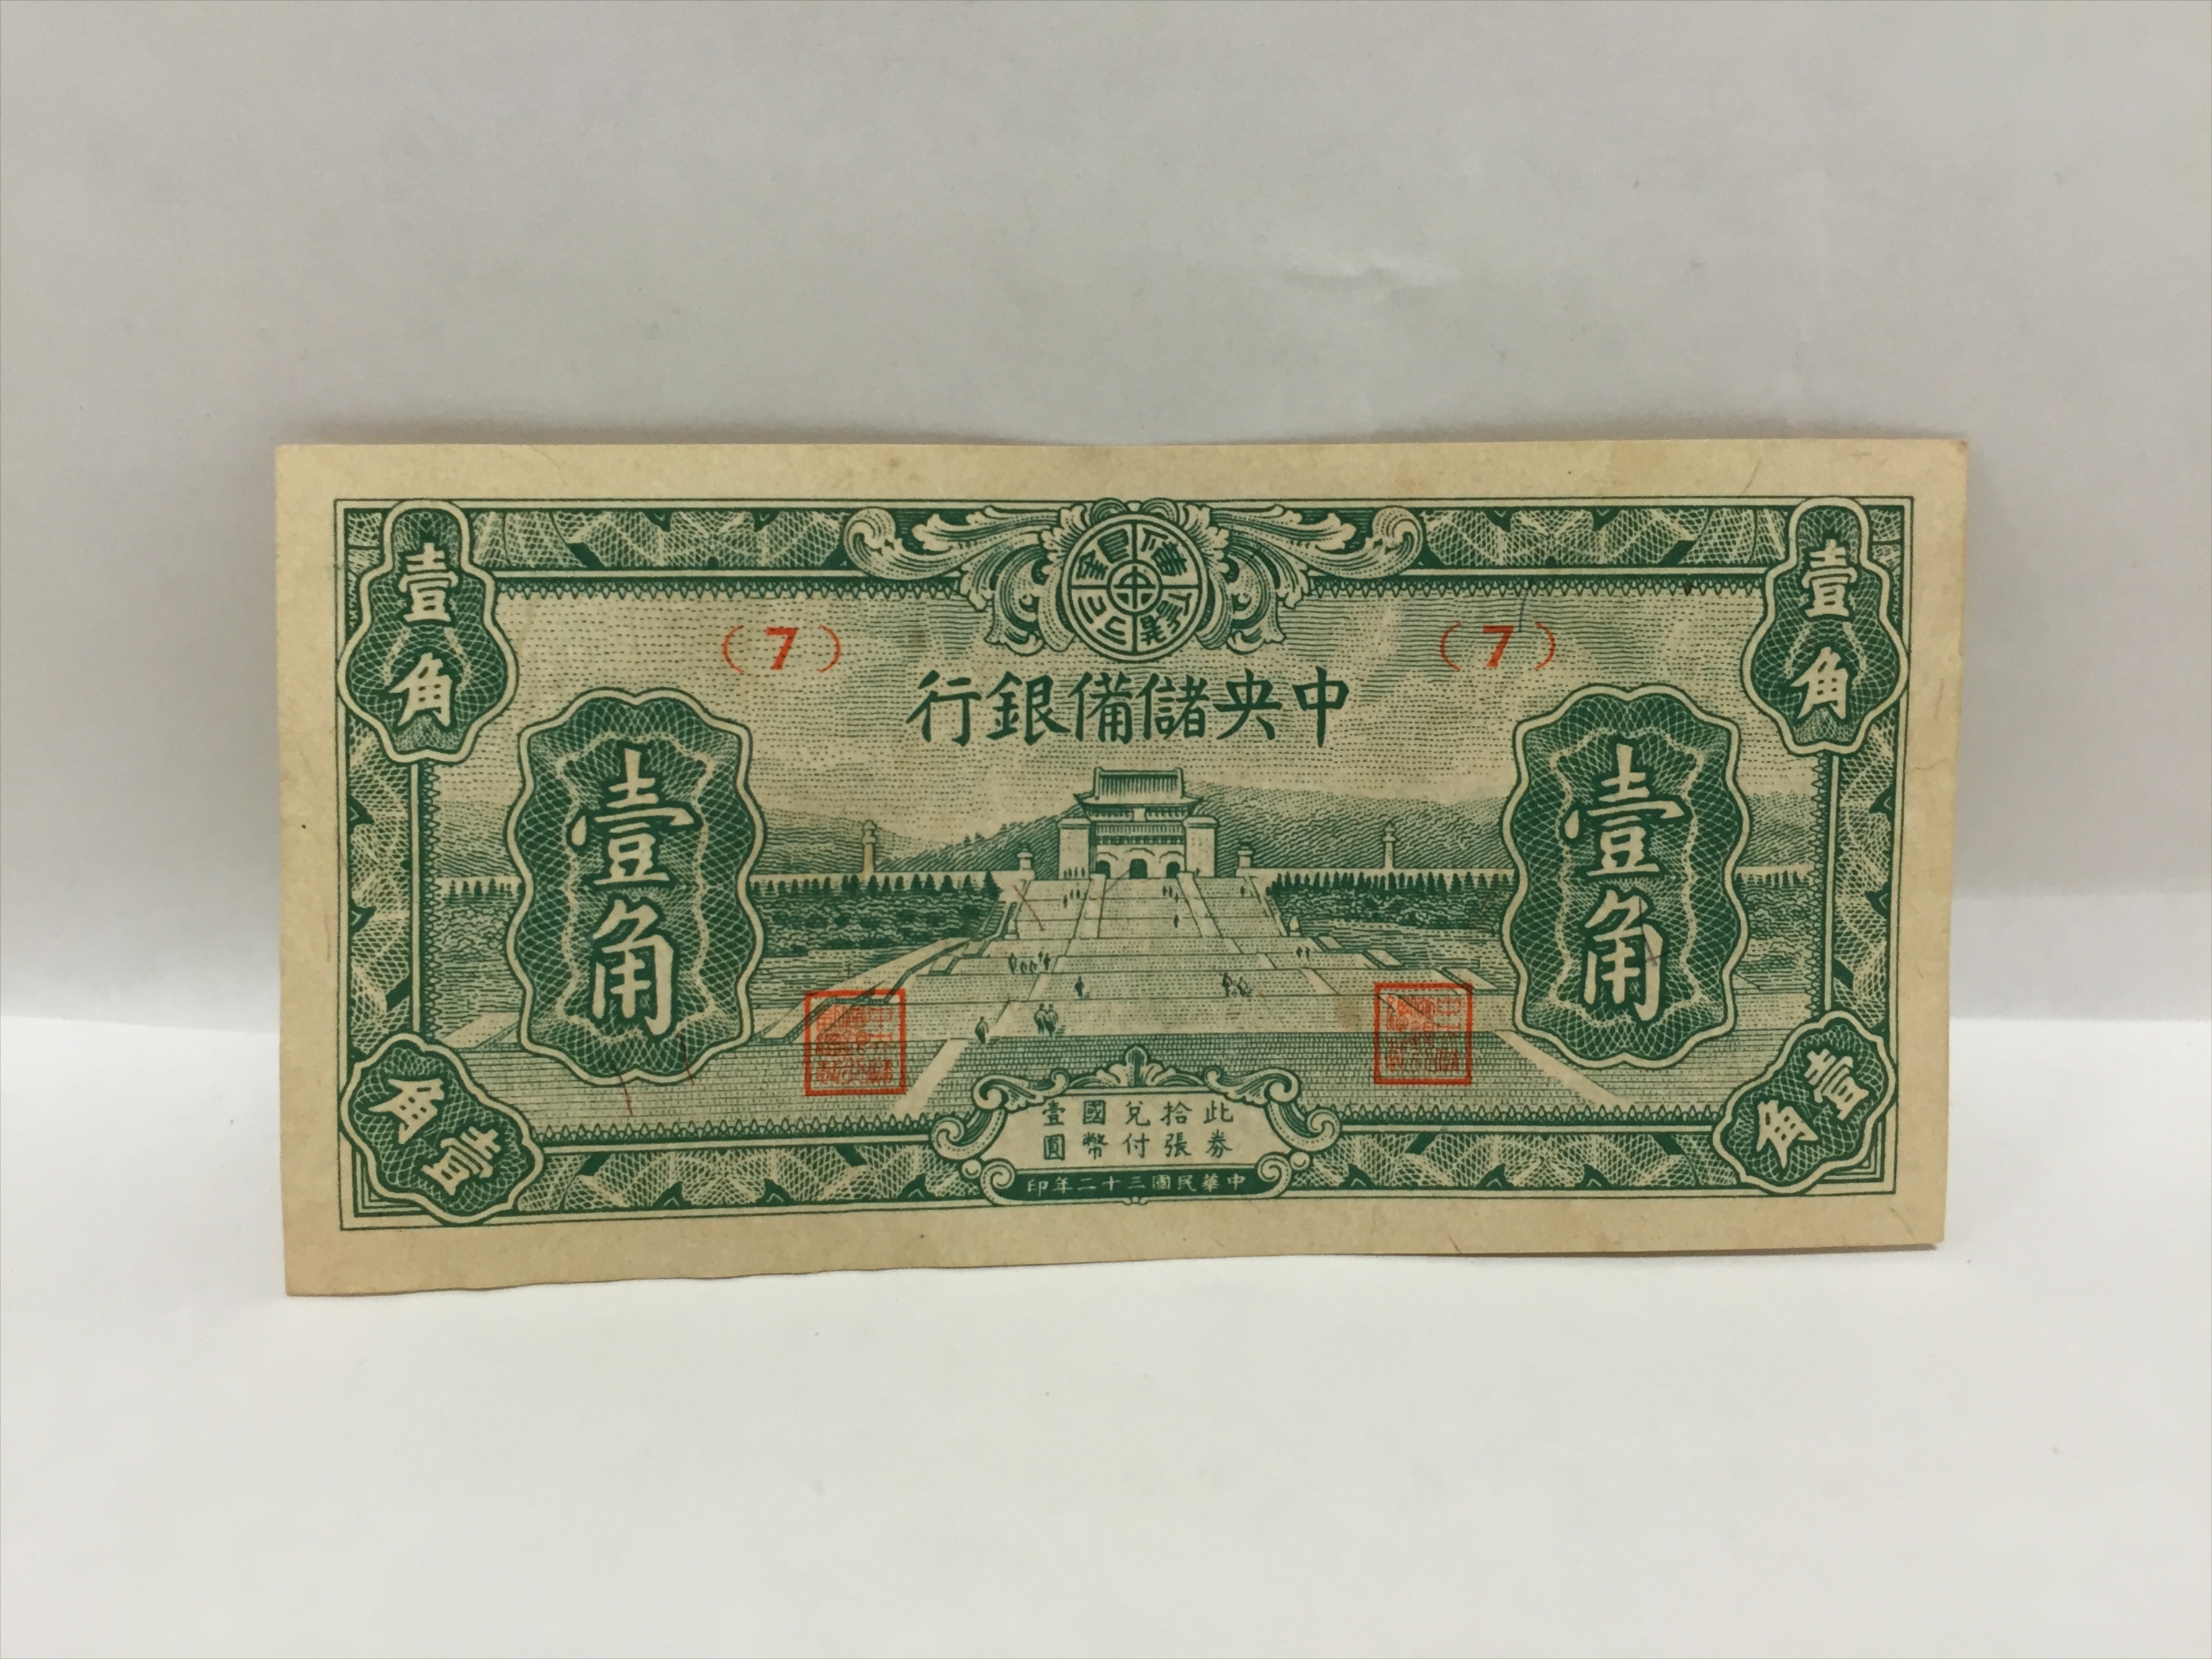 壹角
壹角
(7)
(7)
中央儲備銀行
壹角
壹角
此券拾張兌付國幣壹圓
中華民國三十二年印
壹角
壹角